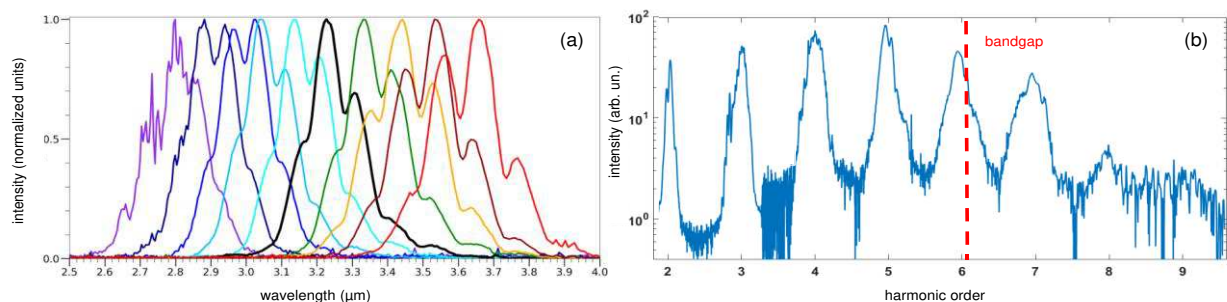 intensity (normalized units)
1.0
0.5
0.0
2.5 2.6 2.7 2.8 2.9 3.0 3.1 3.2 3.3 3.4 3.5 3.6 3.7 3.8 3.9 4.0
wavelength (µm)
(a)
intensity (arb. un.)
10²
10¹
10⁰
2 3 4 5 6 7 8 9
harmonic order
bandgap
(b)